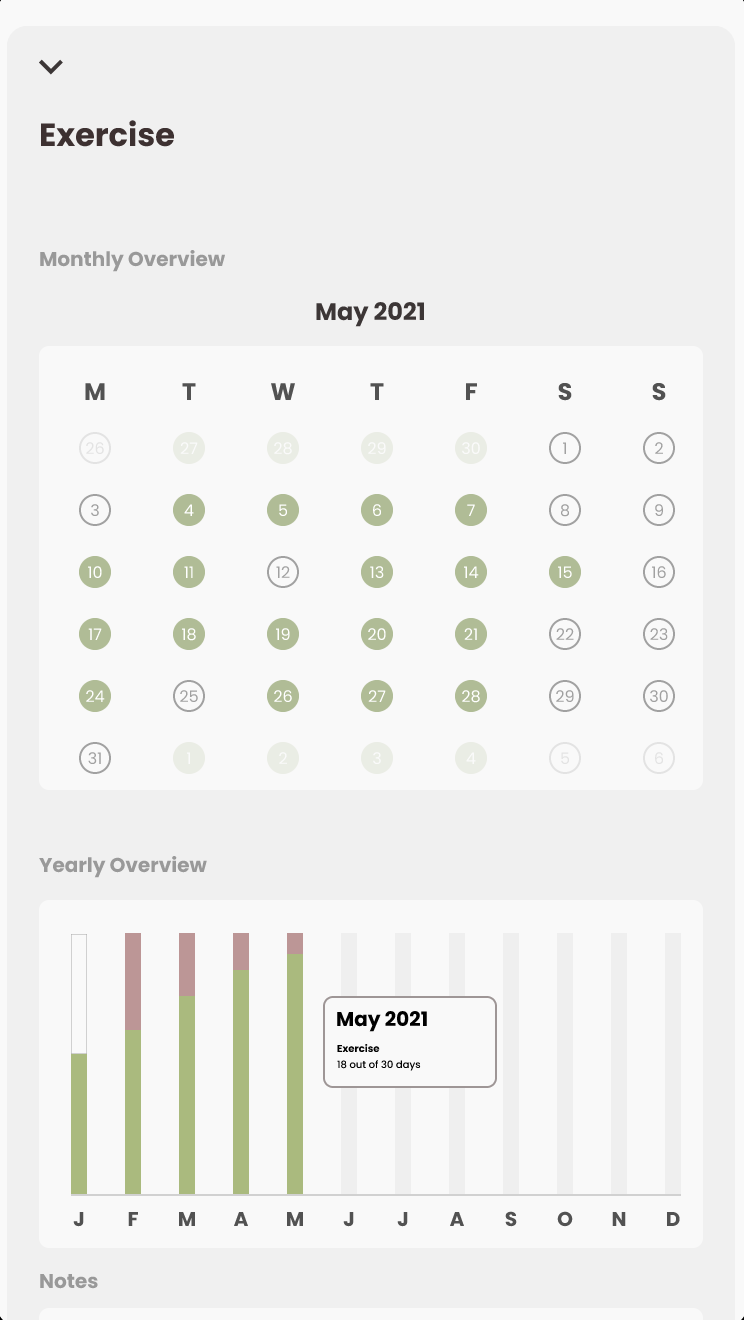 Exercise
Monthly Overview
May 2021
M T W T F S S
26 27 28 29 30 1 2
3 4 5 6 7 8 9
10 11 12 13 14 15 16
17 18 19 20 21 22 23
24 25 26 27 28 29 30
31 1 2 3 4 5 6
Yearly Overview
May 2021
Exercise
18 out of 30 days
J F M A M J J A S O N D
Notes